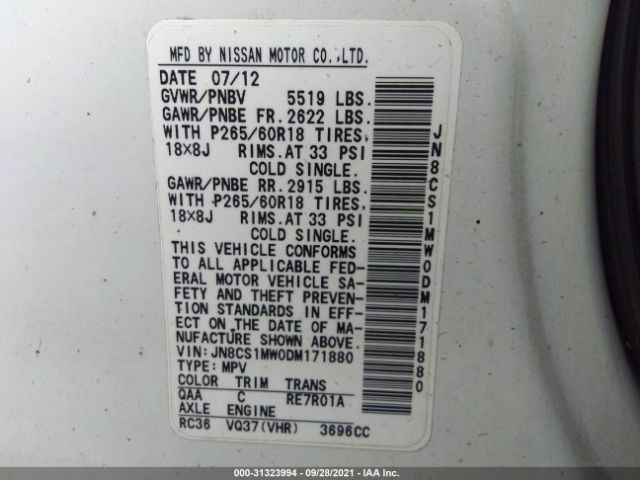 MFD BY NISSAN MOTOR CO.,LTD.
DATE 07/12
GVWR/PNBV 5519 LBS.
GAWR/PNBE FR. 2622 LBS.
WITH P265/60R18 TIRES,
18×8J RIMS. AT 33 PSI
COLD SINGLE.
GAWR/PNBE RR. 2915 LBS.
WITH P265/60R18 TIRES,
18×8J RIMS. AT 33 PSI
COLD SINGLE.
THIS VEHICLE CONFORMS
TO ALL APPLICABLE FED-
ERAL MOTOR VEHICLE SA-
FETY AND THEFT PREVEN-
TION STANDARDS IN EFF-
ECT ON THE DATE OF MA-
NUFACTURE SHOWN ABOVE.
VIN: JN8CS1MW0DM171880
TYPE: MPV
COLOR TRIM TRANS
QAA C RE7R01A
AXLE ENGINE
RC36 VQ37(VHR) 3696CC
JN8CS1MW0DM171880
000-31323994 - 09/28/2021 - IAA Inc.